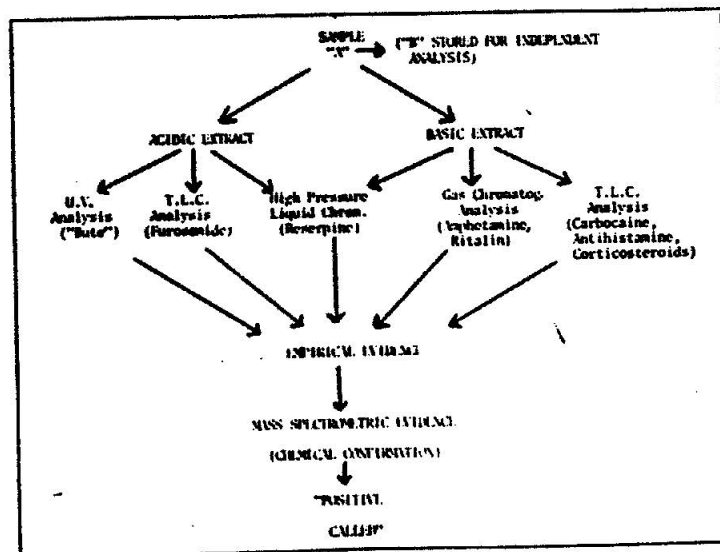 SAMPLE
"A" ("B" STORED FOR INDEPENDENT
ANALYSIS)
ACIDIC EXTRACT BASIC EXTRACT
U.V.
Analysis
("Bute")
T.L.C.
Analysis
(Furosemide)
High Pressure
Liquid Chrom.
(Reserpine)
Gas Chromatog.
Analysis
(Amphetamine,
Ritalin)
T.L.C.
Analysis
(Carbocaine,
Antihistamine,
Corticosteroids)
EMPIRICAL EVIDENCE
MASS SPECTROMETRIC EVIDENCE
(CHEMICAL CONFIRMATION)
"POSITIVE
CALLED"